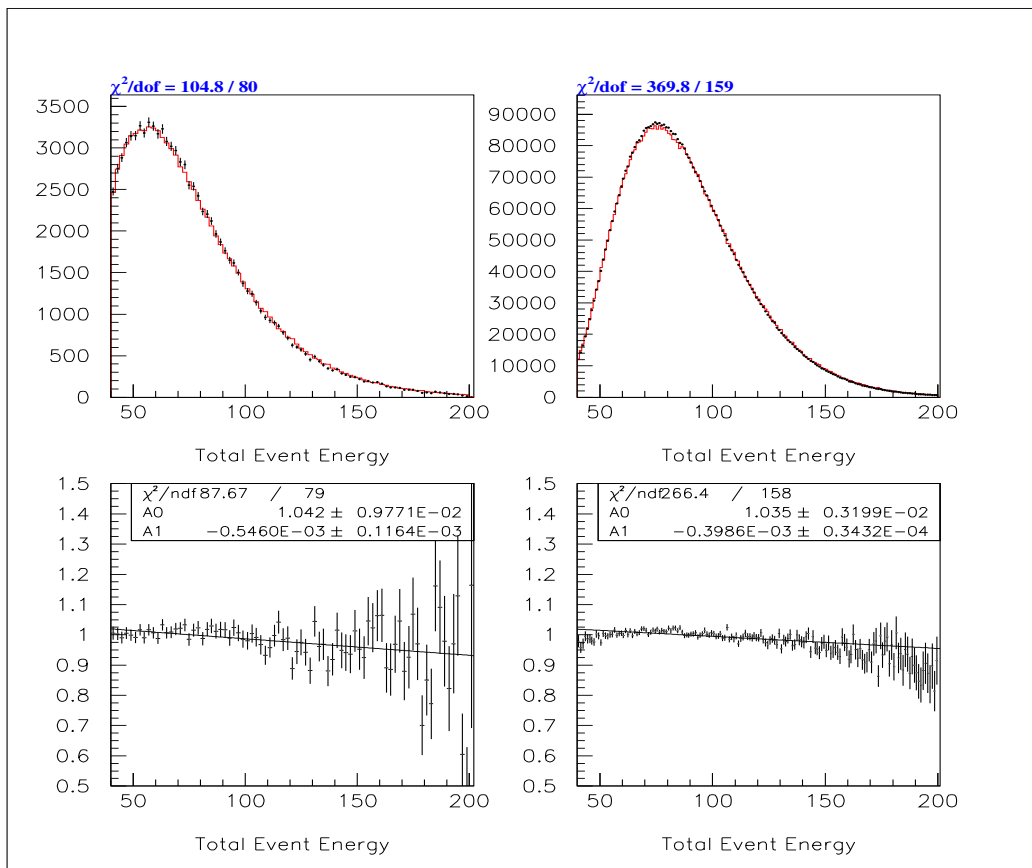 χ²/dof = 104.8 / 80
3500
3000
2500
2000
1500
1000
500
0
50 100 150 200
Total Event Energy
χ²/dof = 369.8 / 159
90000
80000
70000
60000
50000
40000
30000
20000
10000
0
50 100 150 200
Total Event Energy
χ²/ndf 87.67 / 79
A0 1.042 ± 0.9771E-02
A1 -0.5460E-03 ± 0.1164E-03
1.5
1.4
1.3
1.2
1.1
1
0.9
0.8
0.7
0.6
0.5
50 100 150 200
Total Event Energy
χ²/ndf 266.4 / 158
A0 1.035 ± 0.3199E-02
A1 -0.3986E-03 ± 0.3432E-04
1.5
1.4
1.3
1.2
1.1
1
0.9
0.8
0.7
0.6
0.5
50 100 150 200
Total Event Energy